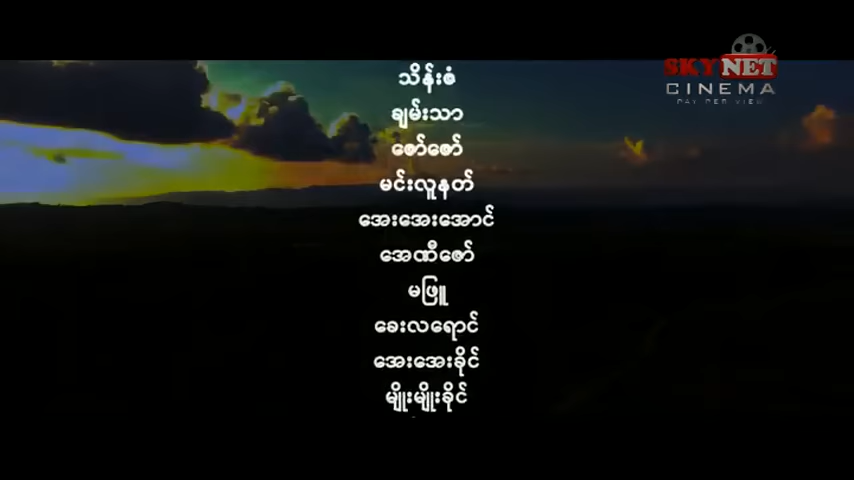 SKYNET
CINEMA
PAY PER VIEW
သိန်းဇံ
ချမ်းသာ
ဇော်ဇော်
မင်းလူနတ်
အေးအေးအောင်
အေဏီဇော်
မဖြူ
ခေးလရောင်
အေးအေးခိုင်
မျိုးမျိုးခိုင်